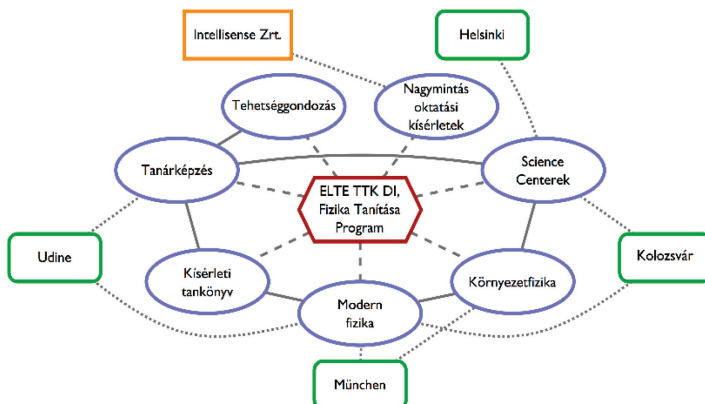 Intellisense Zrt.
Helsinki
Tehetséggondozás
Nagymintás
oktatási
kísérletek
Tanárképzés
Science
Centerek
ELTE TTK DI,
Fizika Tanítása
Program
Udine
Kolozsvár
Kísérleti
tankönyv
Környezetfizika
Modern
fizika
München